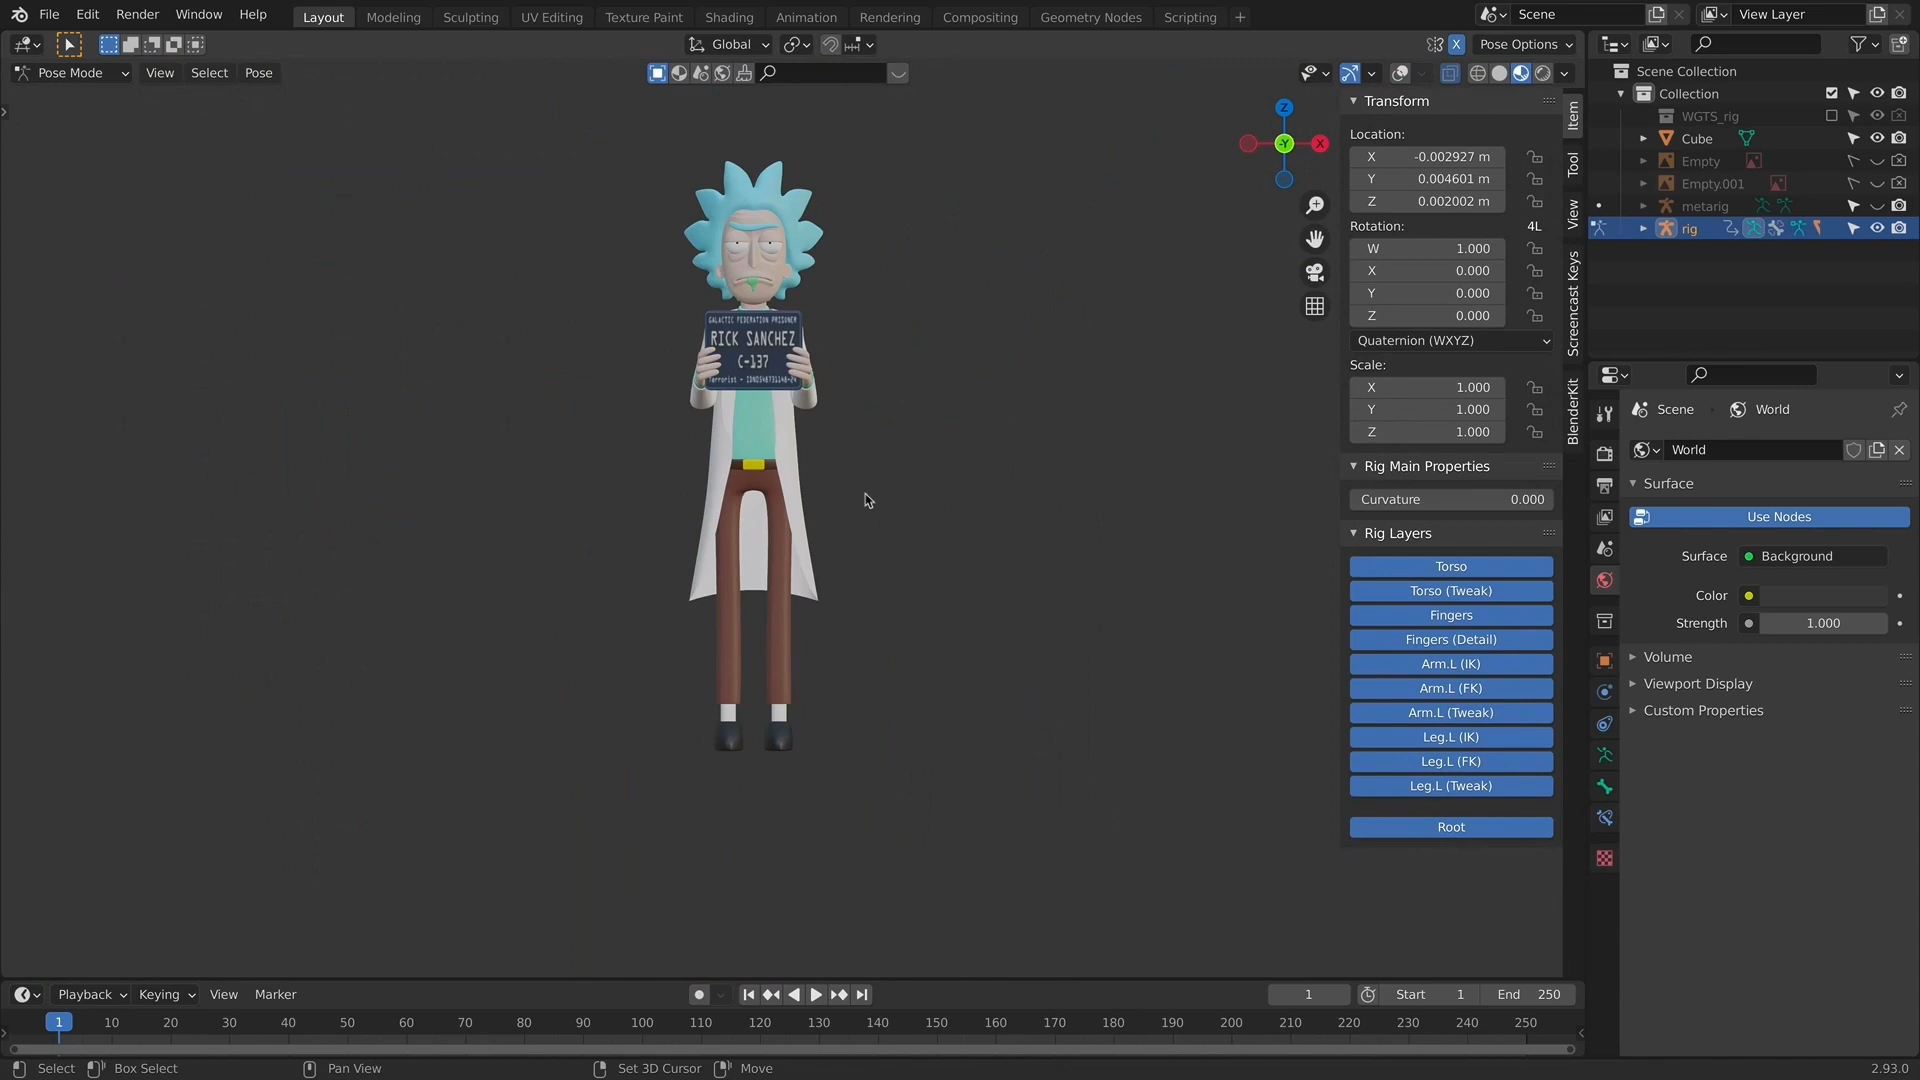 File Edit Render Window Help
Layout Modeling Sculpting UV Editing Texture Paint Shading Animation Rendering Compositing Geometry Nodes Scripting +
Scene
View Layer
Global
X Pose Options
Pose Mode View Select Pose
Scene Collection
Collection
WGTS_rig
Cube
Empty
Empty.001
metarig
rig
Z
-Y
X
Transform
Location:
X -0.002927 m
Y 0.004601 m
Z 0.002002 m
Rotation: 4L
W 1.000
X 0.000
Y 0.000
Z 0.000
Quaternion (WXYZ)
Scale:
X 1.000
Y 1.000
Z 1.000
Rig Main Properties
Curvature 0.000
Rig Layers
Torso
Torso (Tweak)
Fingers
Fingers (Detail)
Arm.L (IK)
Arm.L (FK)
Arm.L (Tweak)
Leg.L (IK)
Leg.L (FK)
Leg.L (Tweak)
Root
Item
Tool
View
Screencast Keys
BlenderKit
GALACTIC FEDERATION PRISONER
RICK SANCHEZ
C-137
Terrorist -
Scene World
World
Surface
Use Nodes
Surface Background
Color
Strength 1.000
Volume
Viewport Display
Custom Properties
Playback Keying View Marker
1 Start 1 End 250
1 10 20 30 40 50 60 70 80 90 100 110 120 130 140 150 160 170 180 190 200 210 220 230 240 250
Select Box Select Pan View Set 3D Cursor Move 2.93.0